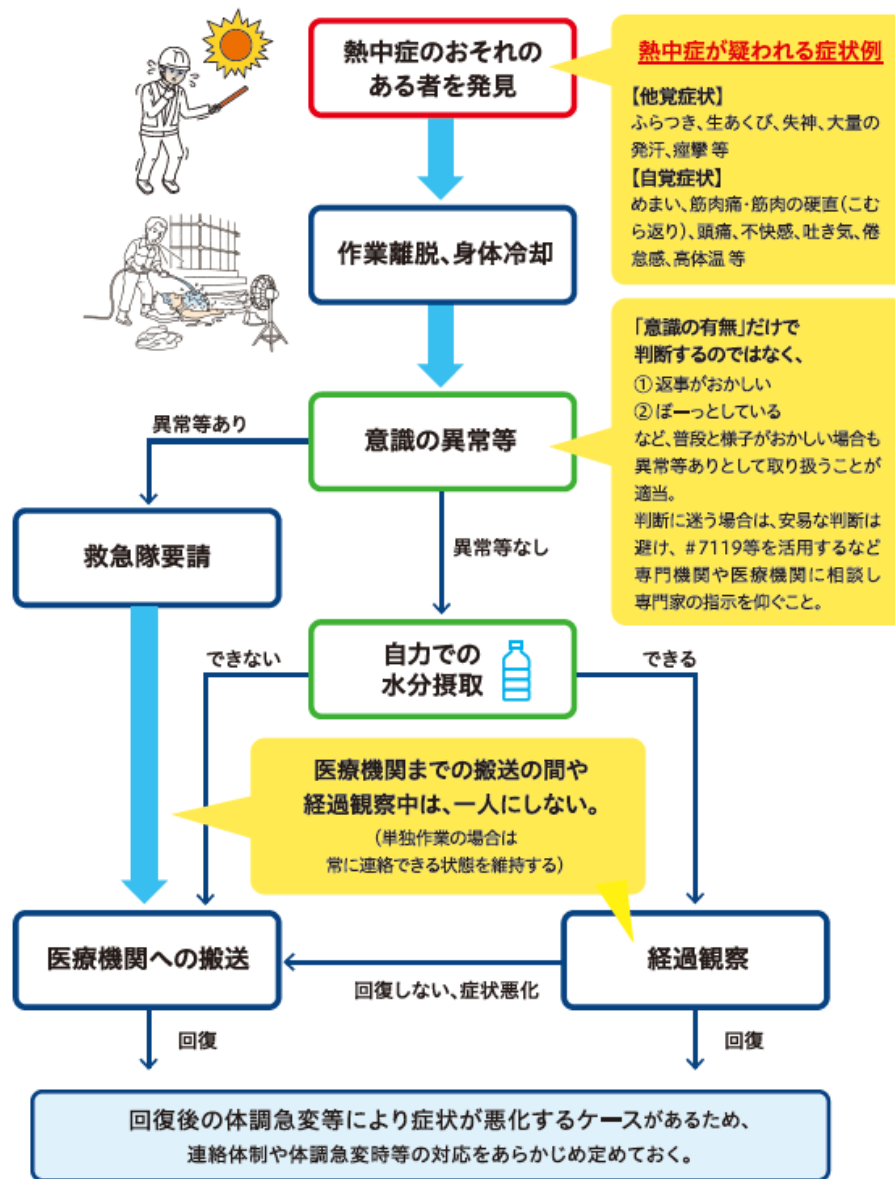 熱中症のおそれの
ある者を発見
熱中症が疑われる症状例
【他覚症状】
ふらつき、生あくび、失神、大量の
発汗、痙攣 等
【自覚症状】
めまい、筋肉痛・筋肉の硬直(こむ
ら返り)、頭痛、不快感、吐き気、倦
怠感、高体温 等
作業離脱、身体冷却
「意識の有無」だけで
判断するのではなく、
①返事がおかしい
②ぼーっとしている
など、普段と様子がおかしい場合も
異常等ありとして取り扱うことが
適当。
判断に迷う場合は、安易な判断は
避け、#7119等を活用するなど
専門機関や医療機関に相談し
専門家の指示を仰ぐこと。
異常等あり
意識の異常等
救急隊要請
異常等なし
できない
自力での
水分摂取
できる
医療機関までの搬送の間や
経過観察中は、一人にしない。
(単独作業の場合は
常に連絡できる状態を維持する)
医療機関への搬送
経過観察
回復しない、症状悪化
回復
回復
回復後の体調急変等により症状が悪化するケースがあるため、
連絡体制や体調急変時等の対応をあらかじめ定めておく。